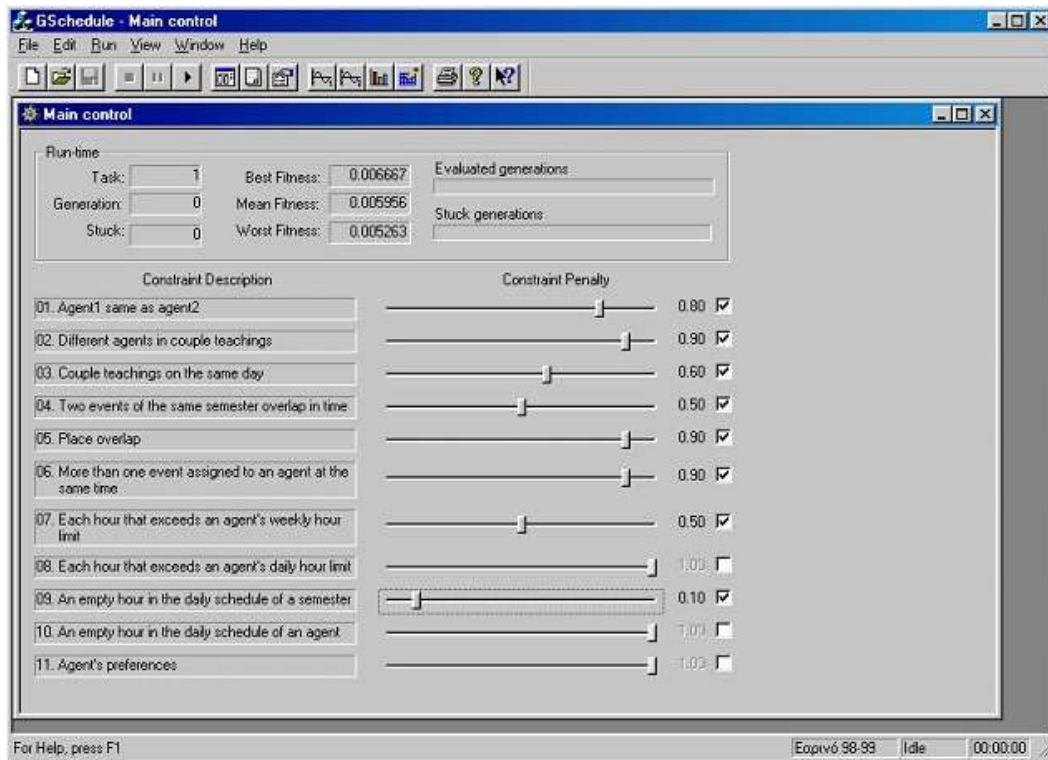 GSchedule - Main control
File Edit Run View Window Help
Main control
Run-time
Task: 1 Best Fitness: 0.006667 Evaluated generations
Generation: 0 Mean Fitness: 0.005956
Stuck generations
Stuck: 0 Worst Fitness: 0.005263
Constraint Description Constraint Penalty
01. Agent1 same as agent2 0.80
02. Different agents in couple teachings 0.90
03. Couple teachings on the same day 0.60
04. Two events of the same semester overlap in time 0.50
05. Place overlap 0.90
06. More than one event assigned to an agent at the
same time 0.90
07. Each hour that exceeds an agent's weekly hour
limit 0.50
08. Each hour that exceeds an agent's daily hour limit 1.00
09. An empty hour in the daily schedule of a semester 0.10
10. An empty hour in the daily schedule of an agent 1.00
11. Agent's preferences 1.00
For Help, press F1 Εαρινό 98-99 Idle 00:00:00